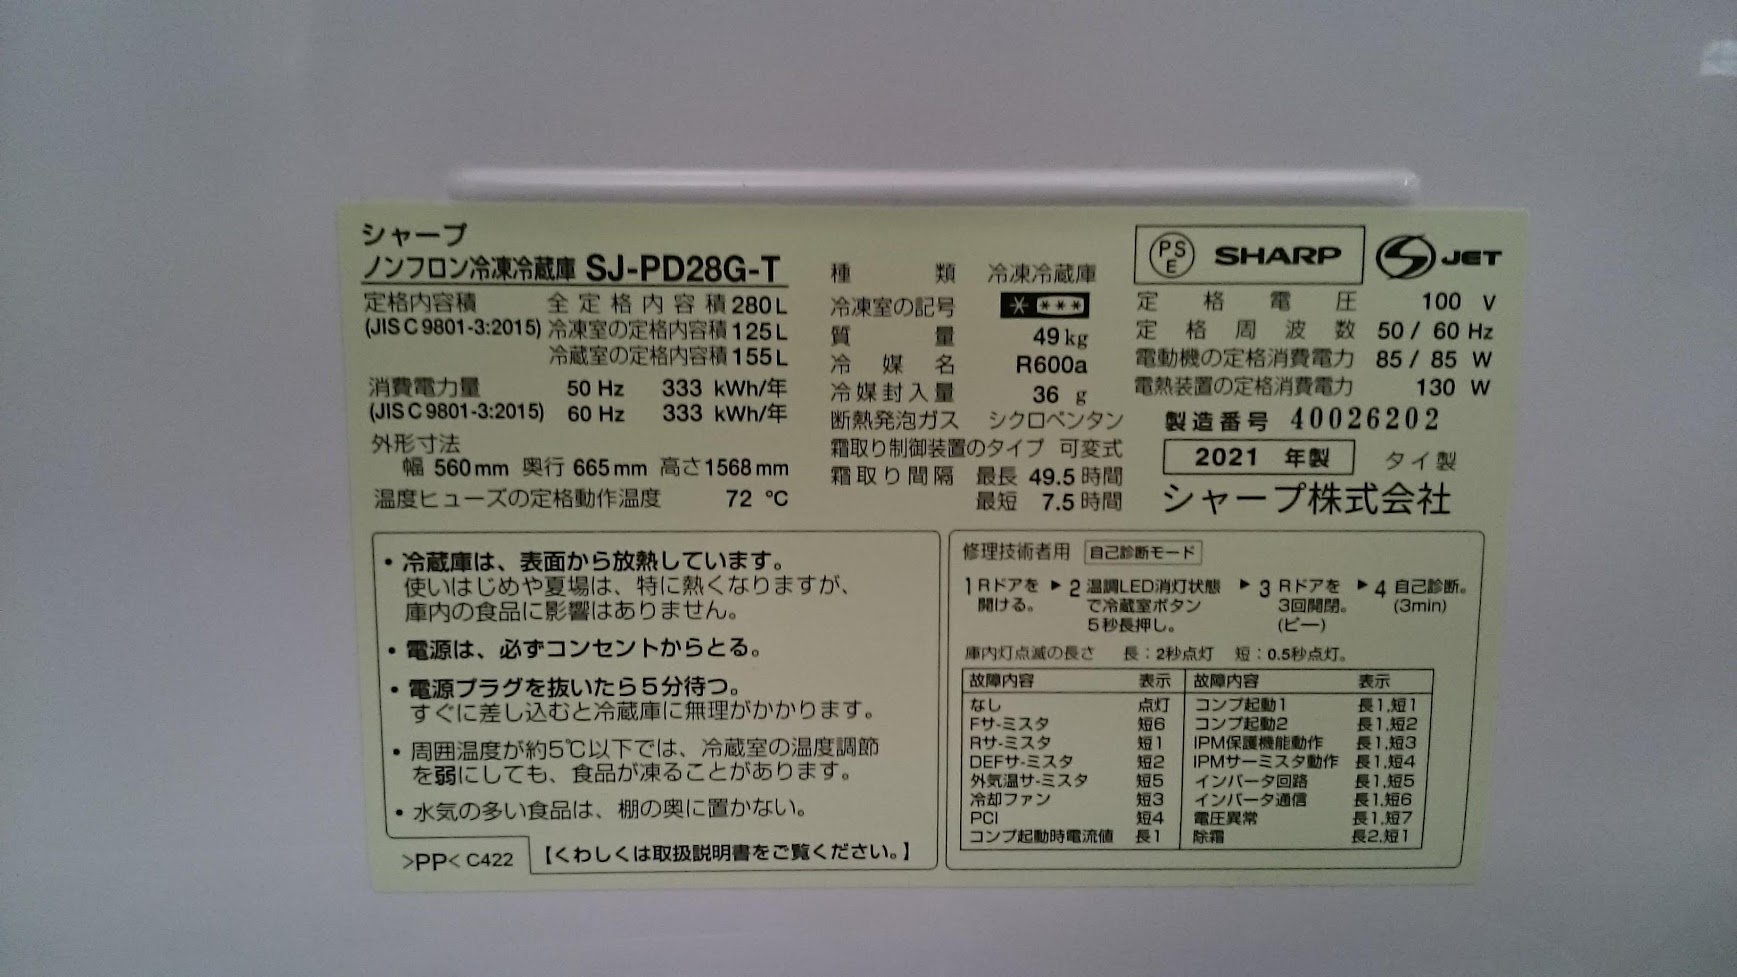 シャープ
ノンフロン冷凍冷蔵庫 SJ-PD28G-T
定格内容積 全定格内容積 280L
(JIS C 9801-3:2015) 冷凍室の定格内容積 125L
冷蔵室の定格内容積 155L
消費電力量 50 Hz 333 kWh/年
(JIS C 9801-3:2015) 60 Hz 333 kWh/年
外形寸法
幅 560mm 奥行 665mm 高さ1568mm
温度ヒューズの定格動作温度 72 ℃
種類 冷凍冷蔵庫
冷凍室の記号 * ***
質量 49kg
冷媒名 R600a
冷媒封入量 36 g
断熱発泡ガス シクロペンタン
霜取り制御装置のタイプ 可変式
霜取り間隔 最長 49.5時間
最短 7.5時間
PSE SHARP S JET
定格電圧 100 V
定格周波数 50 / 60 Hz
電動機の定格消費電力 85 / 85 W
電熱装置の定格消費電力 130 W
製造番号 40026202
2021 年製 タイ製
シャープ株式会社
・冷蔵庫は、表面から放熱しています。
使いはじめや夏場は、特に熱くなりますが、
庫内の食品に影響はありません。
・電源は、必ずコンセントからとる。
・電源プラグを抜いたら5分待つ。
すぐに差し込むと冷蔵庫に無理がかかります。
・周囲温度が約5℃以下では、冷蔵室の温度調節
を弱にしても、食品が凍ることがあります。
・水気の多い食品は、棚の奥に置かない。
>PP< C422 【くわしくは取扱説明書をご覧ください。】
修理技術者用 自己診断モード
1 Rドアを開ける。 ▶ 2 温調LED消灯状態で冷蔵室ボタン5秒長押し。 ▶ 3 Rドアを3回開閉。(ピー) ▶ 4 自己診断。(3min)
庫内灯点滅の長さ 長：2秒点灯 短：0.5秒点灯。
故障内容 表示 故障内容 表示
なし 点灯 コンプ起動1 長1,短1
Fサ-ミスタ 短6 コンプ起動2 長1,短2
Rサ-ミスタ 短1 IPM保護機能動作 長1,短3
DEFサ-ミスタ 短2 IPMサーミスタ動作 長1,短4
外気温サ-ミスタ 短5 インバータ回路 長1,短5
冷却ファン 短3 インバータ通信 長1,短6
PCI 短4 電圧異常 長1,短7
コンプ起動時電流値 長1 除霜 長2,短1